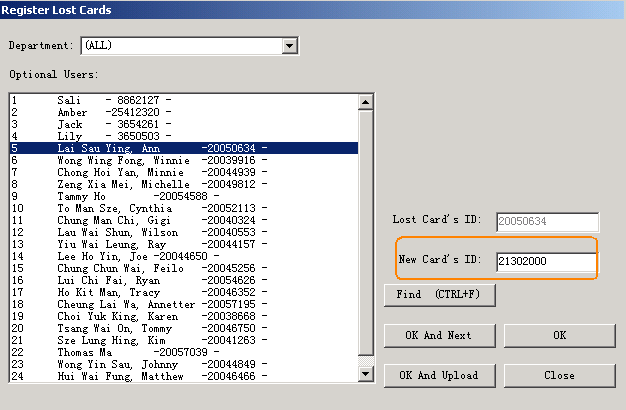 Register Lost Cards
Department: (ALL)
Optional Users:
1 Sali - 8862127 -
2 Amber -25412320 -
3 Jack - 3654261 -
4 Lily - 3650503 -
5 Lai Sau Ying, Ann -20050634 -
6 Wong Wing Fong, Winnie -20039916 -
7 Chong Hoi Yan, Minnie -20044939 -
8 Zeng Xia Mei, Michelle -20049812 -
9 Tammy Ho -20054588 -
10 To Man Sze, Cynthia -20052113 -
11 Chung Man Chi, Gigi -20040324 -
12 Lau Wai Shun, Wilson -20040553 -
13 Yiu Wai Leung, Ray -20044157 -
14 Lee Ho Yin, Joe -20044650 -
15 Chung Chun Wai, Feilo -20045256 -
16 Lui Chi Fai, Ryan -20054626 -
17 Ho Kit Man, Tracy -20046352 -
18 Cheung Lai Wa, Annetter -20057195 -
19 Choi Yuk King, Karen -20038668 -
20 Tsang Wai On, Tommy -20046750 -
21 Sze Lung Hing, Kim -20041263 -
22 Thomas Ma -20057039 -
23 Wong Yin Sau, Johnny -20044849 -
24 Hui Wai Fung, Matthew -20046466 -
Lost Card's ID: 20050634
New Card's ID: 21302000
Find (CTRL+F)
OK And Next
OK
OK And Upload
Close